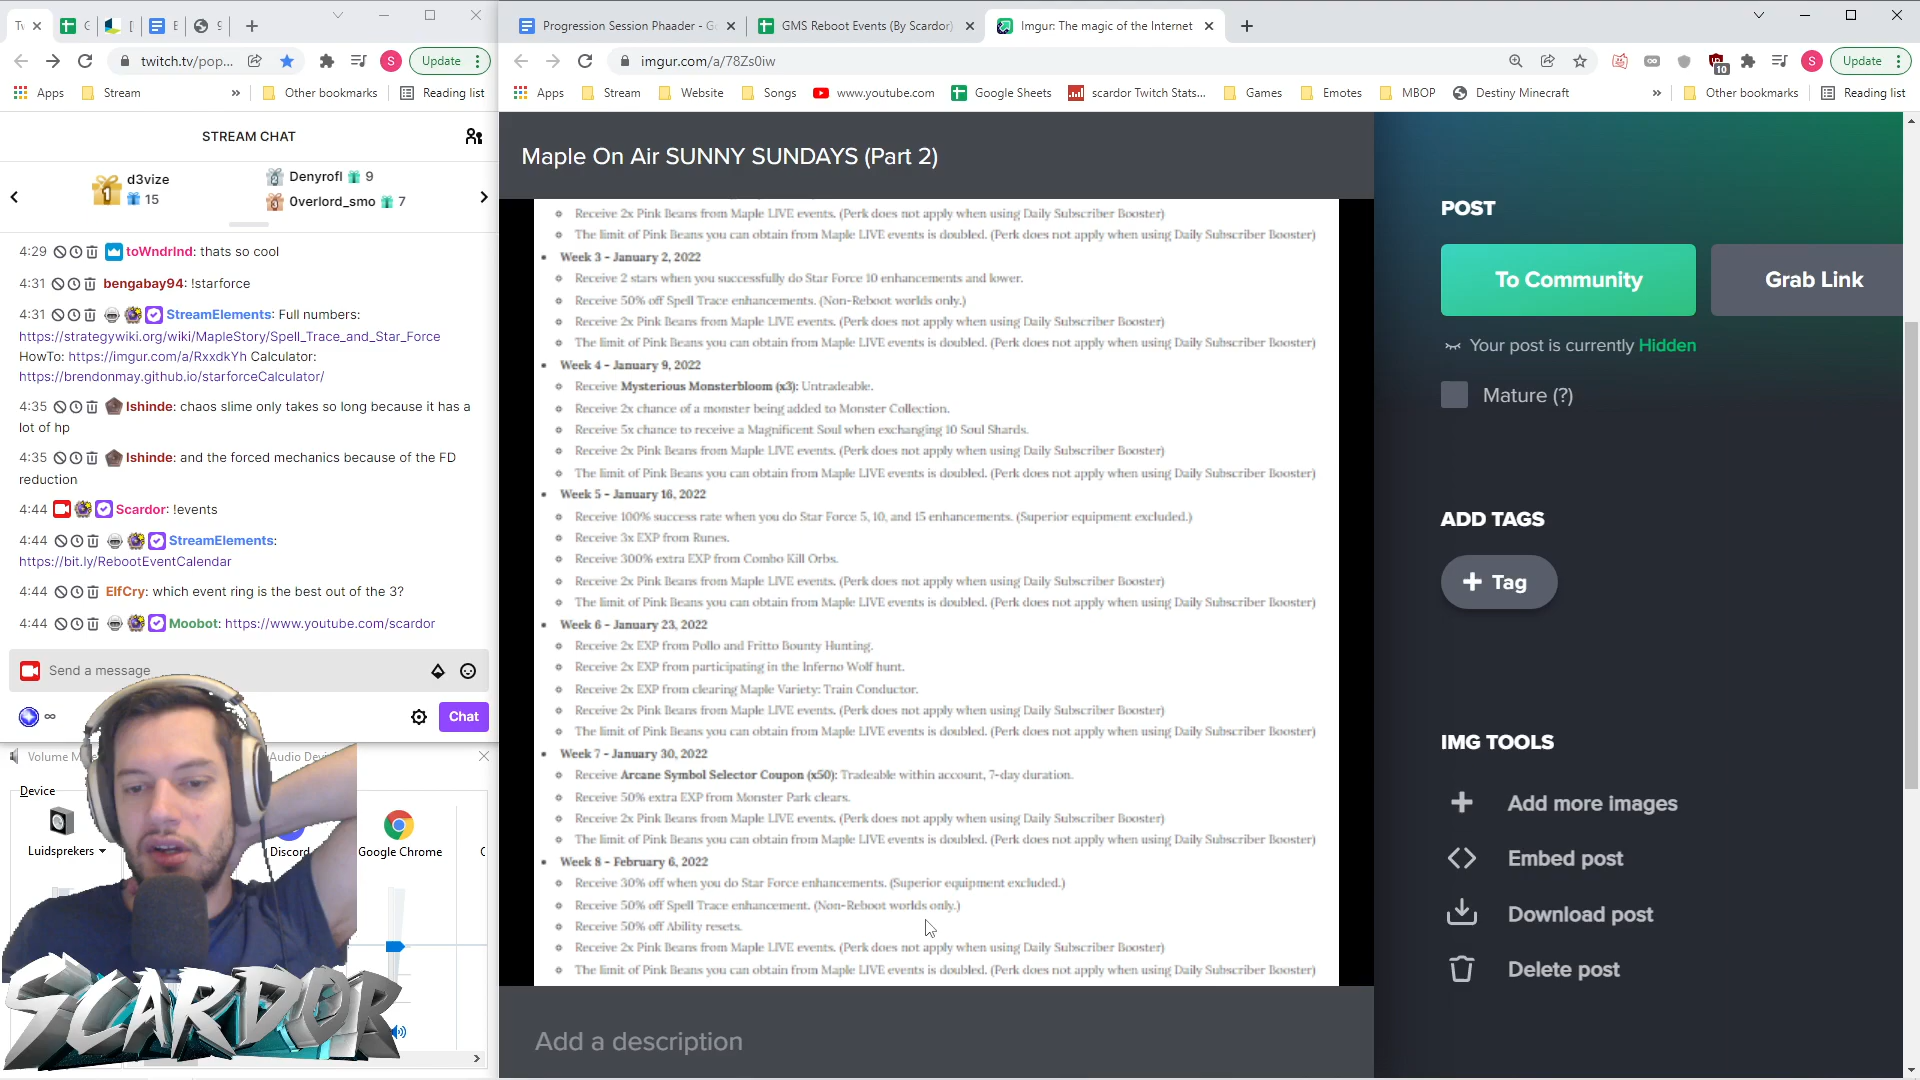 Tv
C
[
E
9
Progression Session Phaader - G
GMS Reboot Events (By Scardor)
Imgur: The magic of the Internet
twitch.tv/pop...
S
Update
imgur.com/a/78Zs0iw
10
S
Update
Apps
Stream
»
Other bookmarks
Reading list
Apps
Stream
Website
Songs
www.youtube.com
Google Sheets
scardor Twitch Stats...
Games
Emotes
MBOP
Destiny Minecraft
»
Other bookmarks
Reading list
STREAM CHAT
d3vize
15
Denyrofl 9
0verlord_smo 7
4:29 toWndrInd: thats so cool
4:31 bengabay94: !starforce
4:31 StreamElements: Full numbers:
https://strategywiki.org/wiki/MapleStory/Spell_Trace_and_Star_Force
HowTo: https://imgur.com/a/RxxdkYh Calculator:
https://brendonmay.github.io/starforceCalculator/
4:35 Ishinde: chaos slime only takes so long because it has a
lot of hp
4:35 Ishinde: and the forced mechanics because of the FD
reduction
4:44 Scardor: !events
4:44 StreamElements:
https://bit.ly/RebootEventCalendar
4:44 ElfCry: which event ring is the best out of the 3?
4:44 Moobot: https://www.youtube.com/scardor
Send a message
∞
Chat
Volume M
Audio Dev
Device
Luidsprekers
Discord
Google Chrome
SCARDOR
Maple On Air SUNNY SUNDAYS (Part 2)
Receive 2x Pink Beans from Maple LIVE events. (Perk does not apply when using Daily Subscriber Booster)
The limit of Pink Beans you can obtain from Maple LIVE events is doubled. (Perk does not apply when using Daily Subscriber Booster)
Week 3 - January 2, 2022
Receive 2 stars when you successfully do Star Force 10 enhancements and lower.
Receive 50% off Spell Trace enhancements. (Non-Reboot worlds only.)
Receive 2x Pink Beans from Maple LIVE events. (Perk does not apply when using Daily Subscriber Booster)
The limit of Pink Beans you can obtain from Maple LIVE events is doubled. (Perk does not apply when using Daily Subscriber Booster)
Week 4 - January 9, 2022
Receive Mysterious Monsterbloom (x3): Untradeable.
Receive 2x chance of a monster being added to Monster Collection.
Receive 5x chance to receive a Magnificent Soul when exchanging 10 Soul Shards.
Receive 2x Pink Beans from Maple LIVE events. (Perk does not apply when using Daily Subscriber Booster)
The limit of Pink Beans you can obtain from Maple LIVE events is doubled. (Perk does not apply when using Daily Subscriber Booster)
Week 5 - January 16, 2022
Receive 100% success rate when you do Star Force 5, 10, and 15 enhancements. (Superior equipment excluded.)
Receive 3x EXP from Runes.
Receive 300% extra EXP from Combo Kill Orbs.
Receive 2x Pink Beans from Maple LIVE events. (Perk does not apply when using Daily Subscriber Booster)
The limit of Pink Beans you can obtain from Maple LIVE events is doubled. (Perk does not apply when using Daily Subscriber Booster)
Week 6 - January 23, 2022
Receive 2x EXP from Pollo and Fritto Bounty Hunting.
Receive 2x EXP from participating in the Inferno Wolf hunt.
Receive 2x EXP from clearing Maple Variety: Train Conductor.
Receive 2x Pink Beans from Maple LIVE events. (Perk does not apply when using Daily Subscriber Booster)
The limit of Pink Beans you can obtain from Maple LIVE events is doubled. (Perk does not apply when using Daily Subscriber Booster)
Week 7 - January 30, 2022
Receive Arcane Symbol Selector Coupon (x50): Tradeable within account, 7-day duration.
Receive 50% extra EXP from Monster Park clears.
Receive 2x Pink Beans from Maple LIVE events. (Perk does not apply when using Daily Subscriber Booster)
The limit of Pink Beans you can obtain from Maple LIVE events is doubled. (Perk does not apply when using Daily Subscriber Booster)
Week 8 - February 6, 2022
Receive 30% off when you do Star Force enhancements. (Superior equipment excluded.)
Receive 50% off Spell Trace enhancement. (Non-Reboot worlds only.)
Receive 50% off Ability resets.
Receive 2x Pink Beans from Maple LIVE events. (Perk does not apply when using Daily Subscriber Booster)
The limit of Pink Beans you can obtain from Maple LIVE events is doubled. (Perk does not apply when using Daily Subscriber Booster)
Add a description
POST
To Community
Grab Link
Your post is currently Hidden
Mature (?)
ADD TAGS
+ Tag
IMG TOOLS
Add more images
Embed post
Download post
Delete post